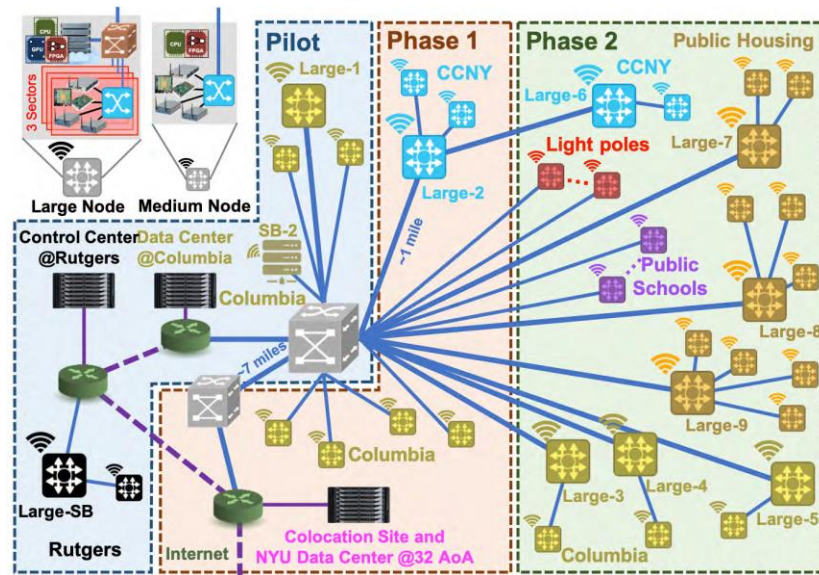 CPU
GPU
FPGA
3 Sectors
Large Node
CPU
FPGA
Medium Node
Pilot
Large-1
Phase 1
CCNY
Large-2
~1 mile
Phase 2
Public Housing
CCNY
Large-6
Large-7
Light poles
Public
Schools
Large-8
Large-9
Large-3
Large-4
Large-5
Columbia
Control Center
@Rutgers
Data Center
@Columbia
SB-2
Columbia
~7 miles
Columbia
Large-SB
Rutgers
Internet
Colocation Site and
NYU Data Center @32 AoA